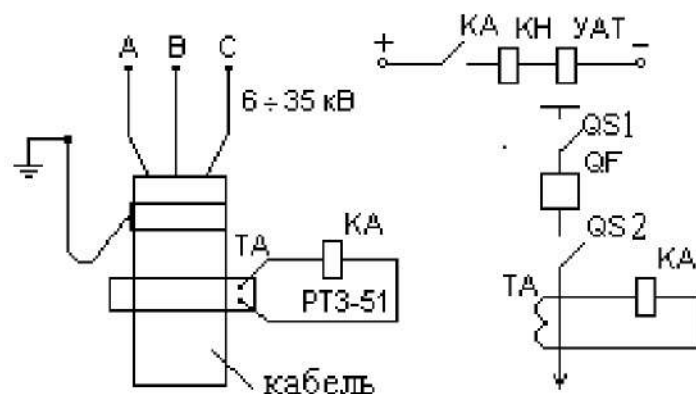 А В С
6 ÷ 35 кВ
ТА КА
РТЗ-51
кабель
КА КН УАТ
+ −
QS1
QF
QS2
ТА КА